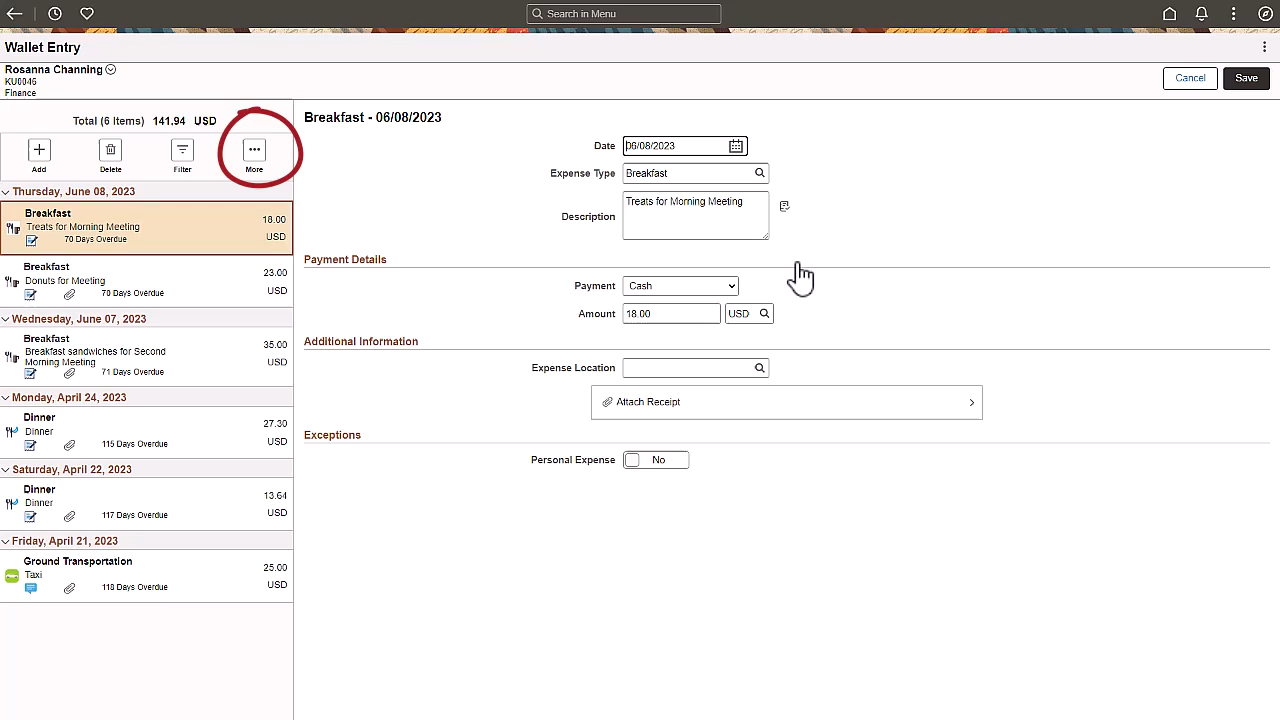 Search in Menu
Wallet Entry
Rosanna Channing
KU0046
Finance
Cancel
Save
Total (6 Items) 141.94 USD
Add
Delete
Filter
More
Thursday, June 08, 2023
Breakfast
Treats for Morning Meeting
18.00
USD
70 Days Overdue
Breakfast
Donuts for Meeting
23.00
USD
70 Days Overdue
Wednesday, June 07, 2023
Breakfast
Breakfast sandwiches for Second
Morning Meeting
35.00
USD
71 Days Overdue
Monday, April 24, 2023
Dinner
Dinner
27.30
USD
115 Days Overdue
Saturday, April 22, 2023
Dinner
Dinner
13.64
USD
117 Days Overdue
Friday, April 21, 2023
Ground Transportation
Taxi
25.00
USD
118 Days Overdue
Breakfast - 06/08/2023
Date 06/08/2023
Expense Type Breakfast
Description Treats for Morning Meeting
Payment Details
Payment Cash
Amount 18.00 USD
Additional Information
Expense Location
Attach Receipt
Exceptions
Personal Expense No